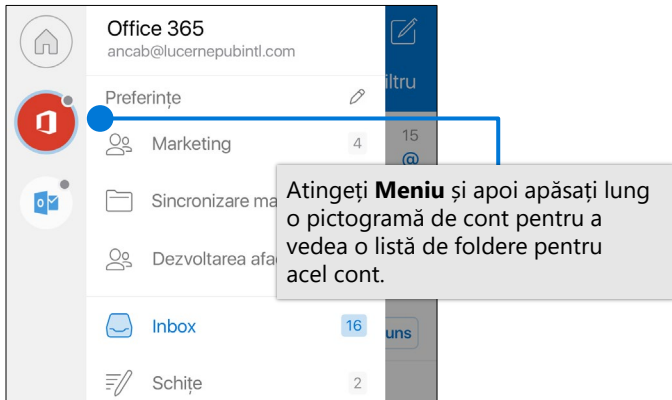 Office 365
ancab@lucernepubintl.com
iltru
Preferințe
Marketing 4
15
@
Sincronizare ma
Dezvoltarea afa
Atingeți Meniu și apoi apăsați lung
o pictogramă de cont pentru a
vedea o listă de foldere pentru
acel cont.
Inbox 16
uns
Schițe 2